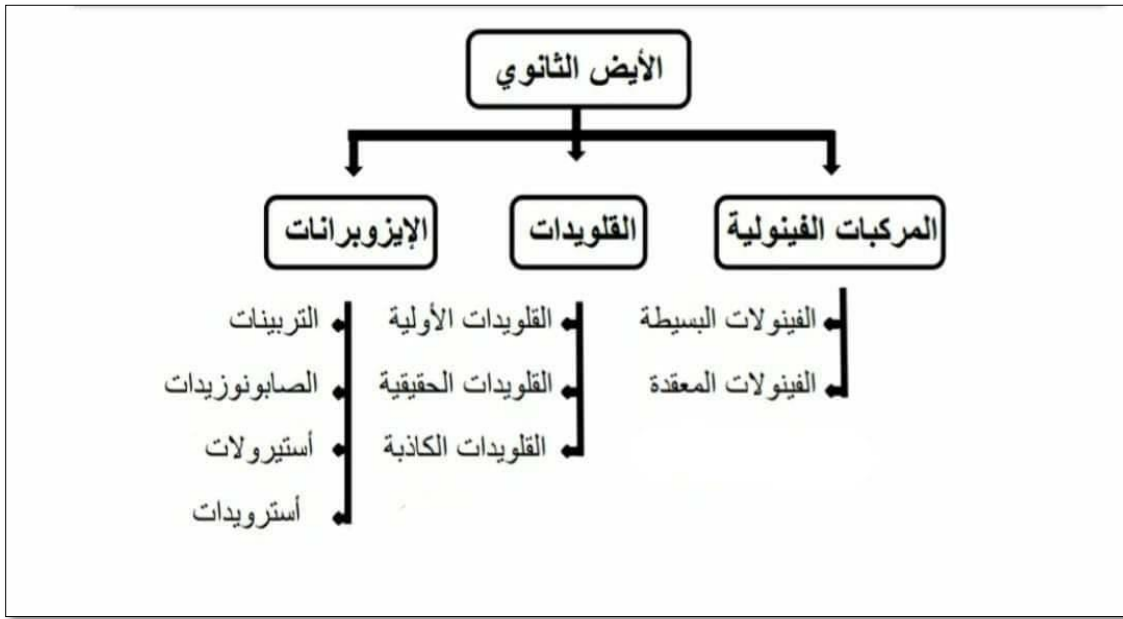 الأيض الثانوي
المركبات الفينولية
القلويدات
الإيزوبرانات
الفينولات البسيطة
الفينولات المعقدة
القلويدات الأولية
القلويدات الحقيقية
القلويدات الكاذبة
التربينات
الصابونوزيدات
أستيرولات
أسترويدات